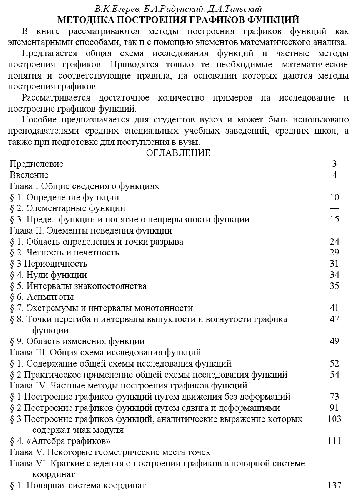 В.К.Егерев, Б.А.Радунский, Д.А.Тальский
МЕТОДИКА ПОСТРОЕНИЯ ГРАФИКОВ ФУНКЦИЙ
В книге рассматриваются методы построения графиков функций как
элементарными способами, так и с помощью элементов математического анализа.
Предлагается общая схема исследования функций и частные методы
построения графиков. Приводятся только те необходимые математические
понятия и соответствующие правила, на основании которых даются методы
построения графиков.
Рассматривается достаточное количество примеров на исследование и
построение графиков функций.
Пособие предназначается для студентов вузов и может быть использовано
преподавателями средних специальных учебных заведений, средних школ, а
также при подготовке для поступления в вузы.
ОГЛАВЛЕНИЕ
Предисловие 3
Введение 4
Глава I. Общие сведения о функциях
§ 1. Определение функции 10
§ 2. Элементарные функции —
§ 3. Предел функции и понятие о непрерывности функции 15
Глава II. Элементы поведения функции
§ 1. Область определения и точки разрыва 24
§ 2. Четность и нечетность 29
§ 3 Периодичность 31
§ 4. Нули функции 34
§ 5. Интервалы знакопостоянства 35
§ 6. Асимптоты
§ 7. Экстремумы и интервалы монотонности 41
§ 8. Точки перегиба и интервалы выпуклости и вогнутости графика 47
функции
§ 9. Область изменения функции 49
Глава III. Общая схема исследования функций
§ 1. Содержание общей схемы исследования функций 52
§ 2 Практическое применение общей схемы исследования функций 54
Глава IV. Частные методы построения графиков функций
§ 1 Построение графиков функций путем движения без деформаций 73
§ 2 Построение графиков функций путем сдвига и деформациями 91
§ 3 Построение графиков функций, аналитические выражение которых 103
содержат знак модуля
§ 4. «Алгебра графиков» 111
Глава V. Некоторые геометрические места точек
Глава VI. Краткие сведения о построении графиков в полярной системе
координат
§ 1. Полярная система координат 137